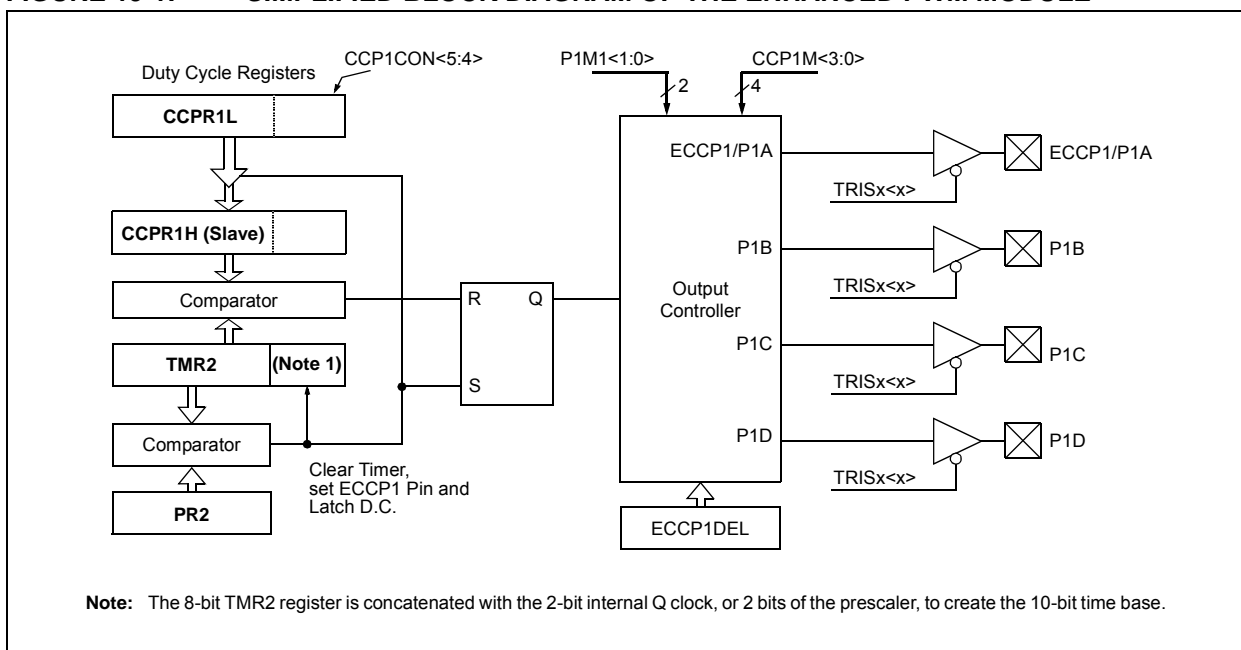 CCP1CON<5:4>
Duty Cycle Registers
CCPR1L
CCPR1H (Slave)
Comparator
TMR2
(Note 1)
Comparator
PR2
Clear Timer,
set ECCP1 Pin and
Latch D.C.
R
Q
S
P1M1<1:0>
2
CCP1M<3:0>
4
Output
Controller
ECCP1/P1A
P1B
P1C
P1D
ECCP1DEL
TRISx<x>
ECCP1/P1A
TRISx<x>
P1B
TRISx<x>
P1C
TRISx<x>
P1D
Note: The 8-bit TMR2 register is concatenated with the 2-bit internal Q clock, or 2 bits of the prescaler, to create the 10-bit time base.